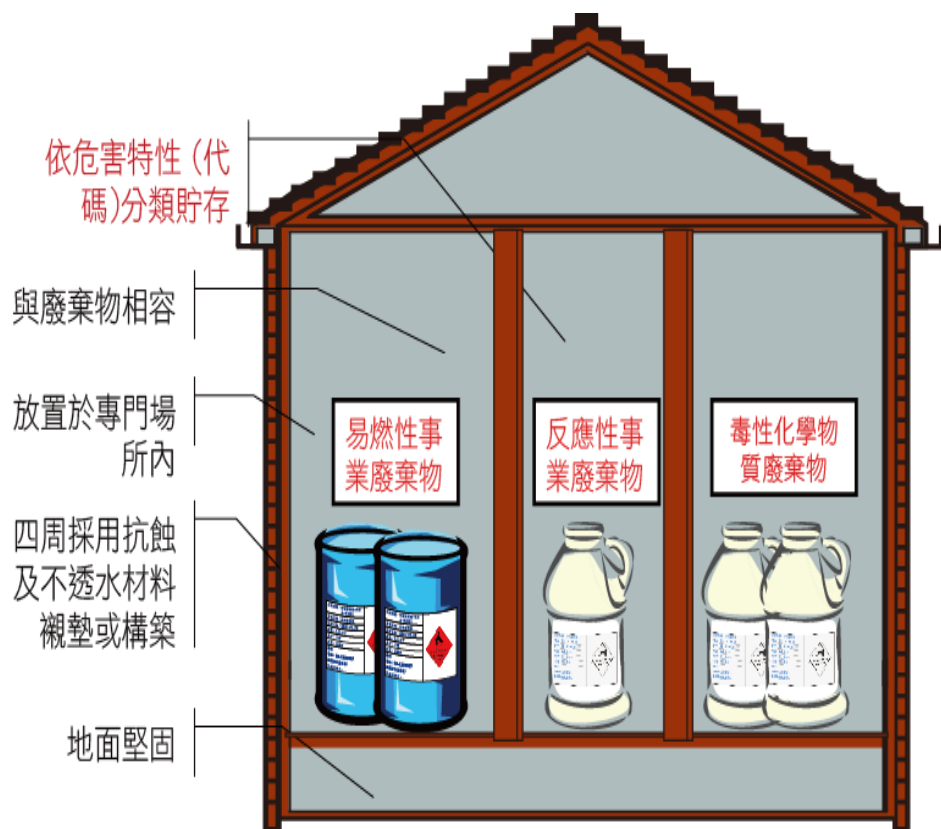 依危害特性(代
碼)分類貯存
與廢棄物相容
放置於專門場
所內
四周採用抗蝕
及不透水材料
襯墊或構築
地面堅固
易燃性事
業廢棄物
反應性事
業廢棄物
毒性化學物
質廢棄物